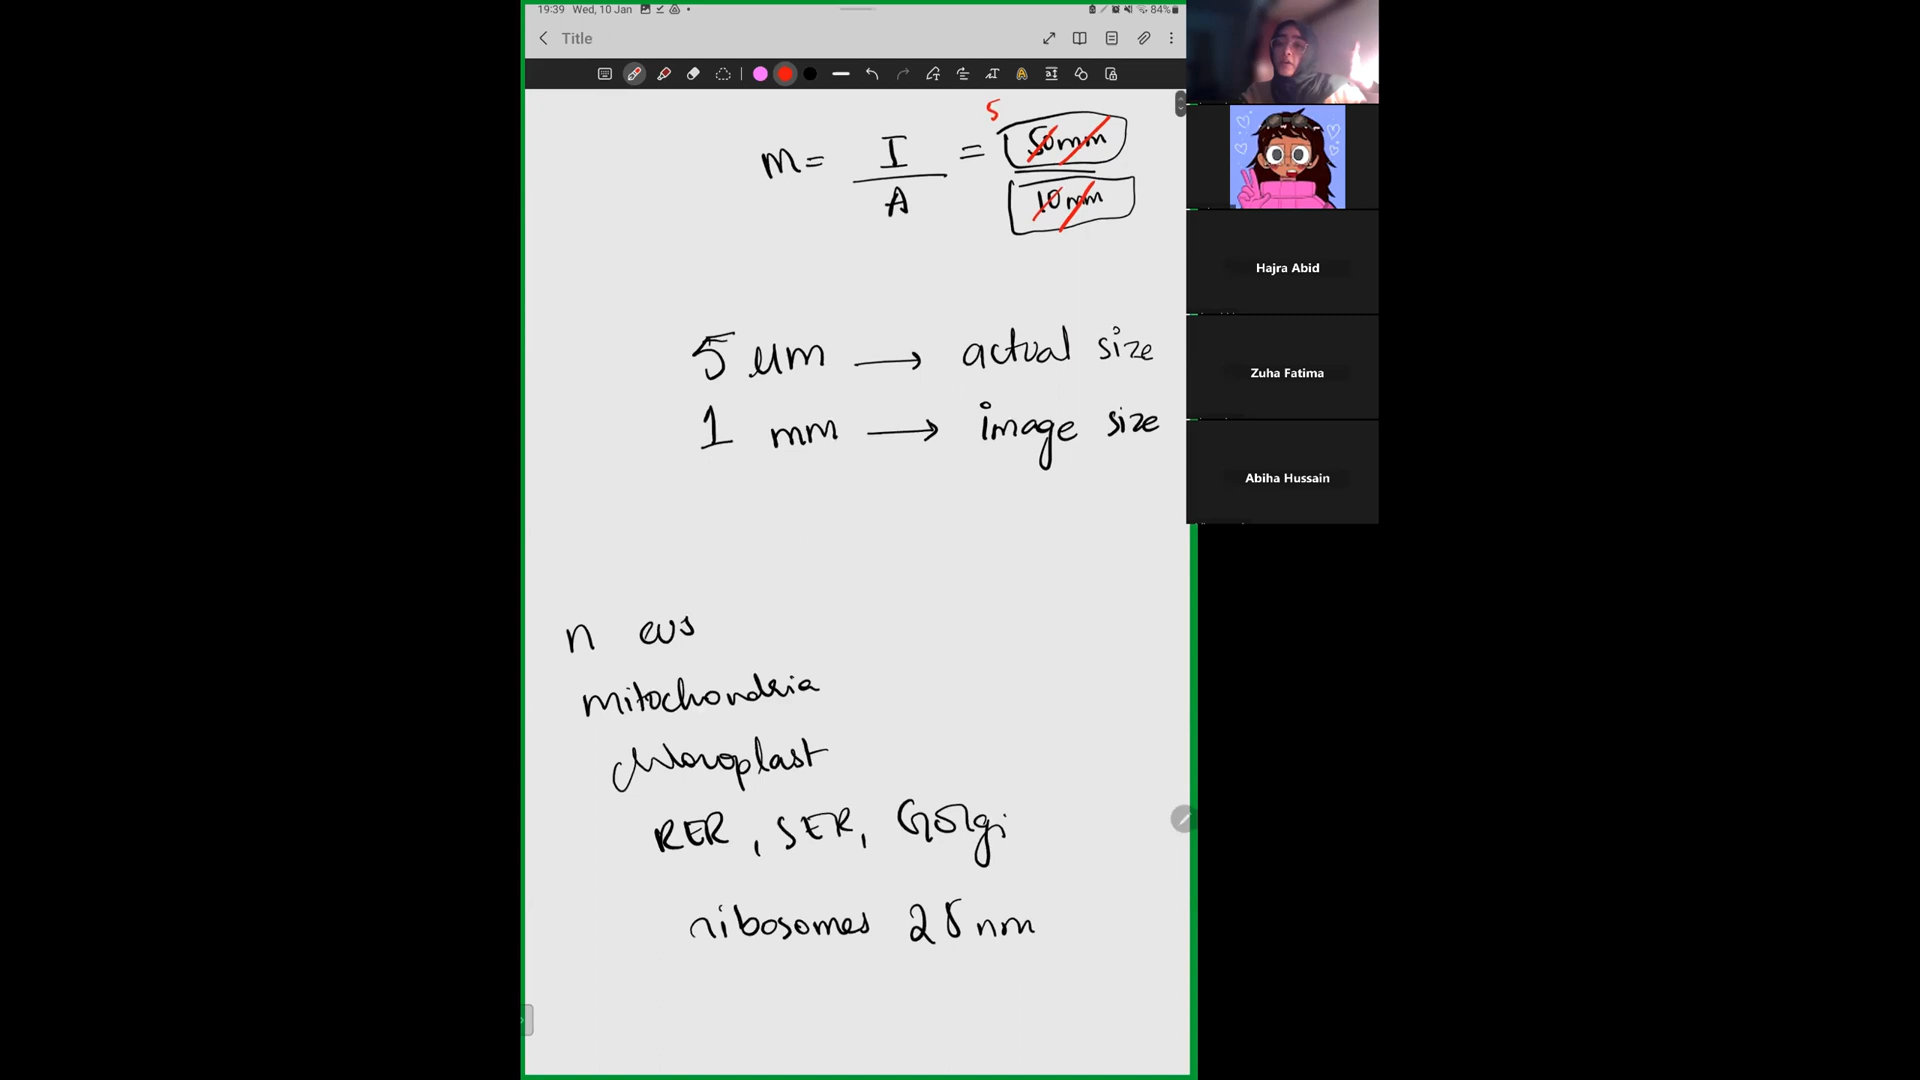 19:39 Wed, 10 Jan 84%
Title
m = I/A = 5 50mm/10mm
5 um → actual size
1 mm → image size
n eus
mitochondria
chloroplast
RER, SER, Golgi
ribosomes 25 nm
Hajra Abid
Zuha Fatima
Abiha Hussain